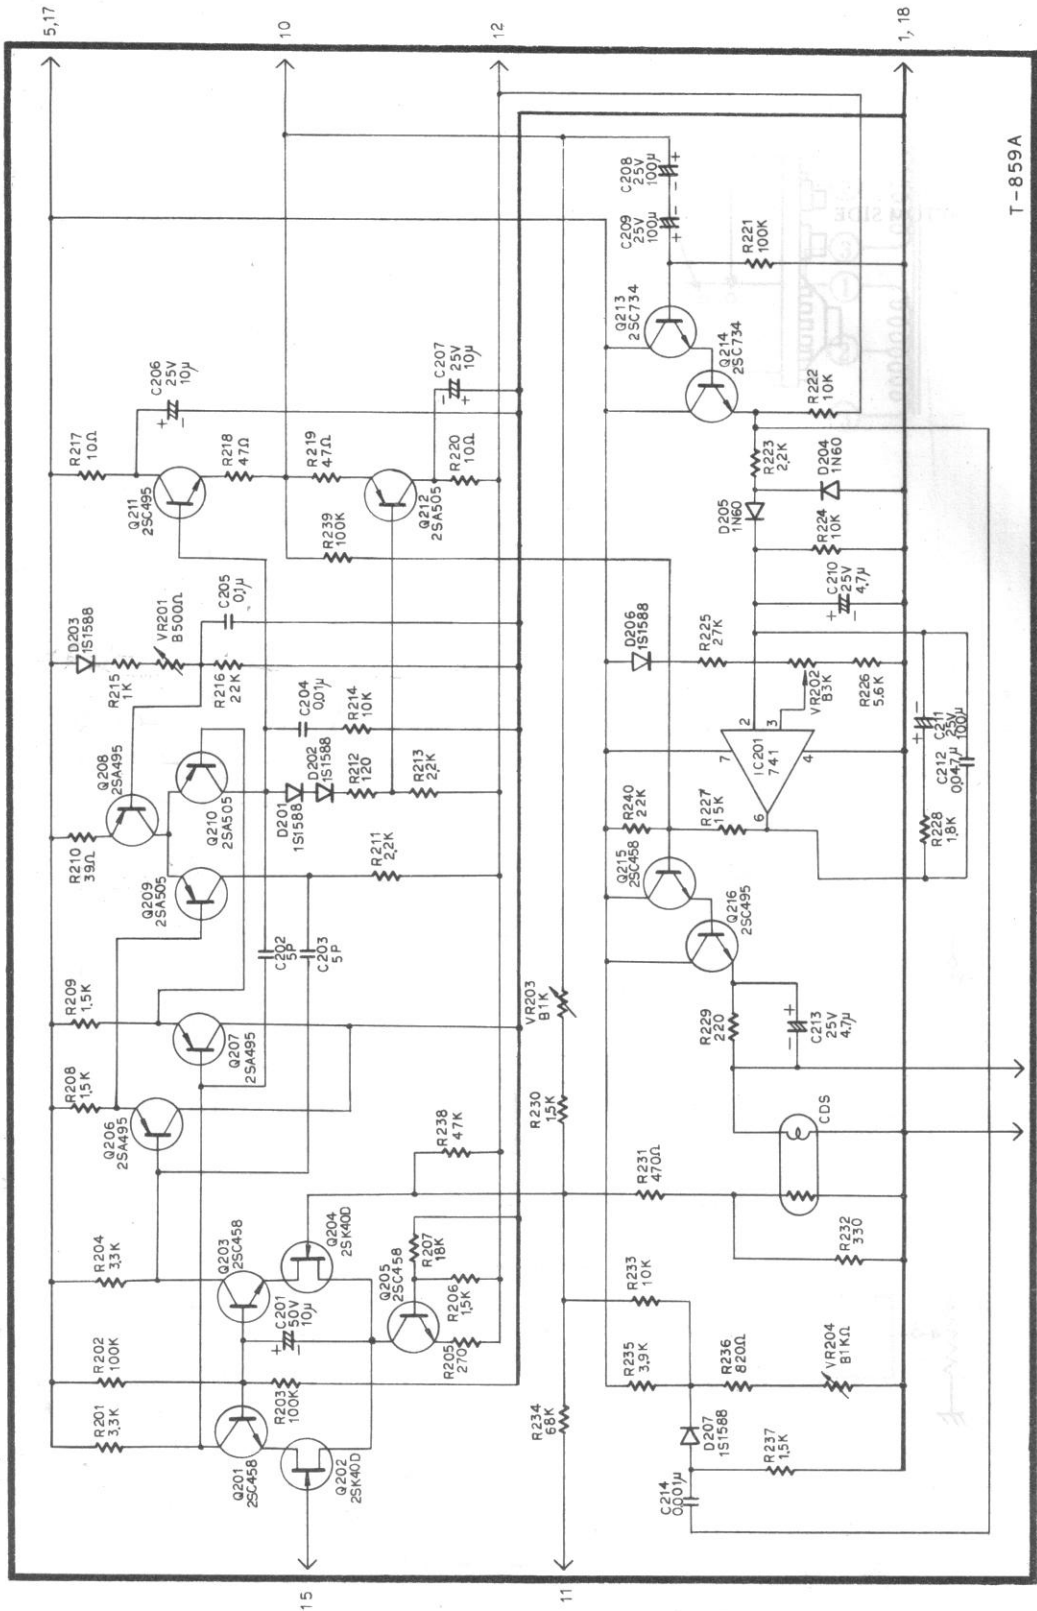 5,17
10
12
1, 18
15
11
R201
3.3K
R202
100K
R204
3.3K
R208
1.5K
R209
1.5K
R210
39Ω
Q208
2SA495
D203
1S1588
R215
1K
VR201
B500Ω
R216
22K
C205
0.1μ
R217
10Ω
C206
25V
10μ
Q211
2SC495
R218
47Ω
R219
47Ω
R239
100K
Q212
2SA505
R220
10Ω
C207
25V
10μ
Q206
2SA495
Q207
2SA495
Q209
2SA505
Q210
2SA505
D201
1S1588
D202
1S1588
C204
0.01μ
R214
10K
R212
120
R213
2.2K
R211
2.2K
C202
5P
C203
5P
Q201
2SC458
Q203
2SC458
R203
100K
C201
50V
10μ
Q202
2SK40D
Q204
2SK40D
Q205
2SC458
R207
18K
R206
1.5K
R205
270
R238
47K
R234
68K
R230
1.5K
VR203
B1K
C208
25V
100μ
C209
25V
100μ
Q213
2SC734
Q214
2SC734
R221
100K
R222
10K
R223
2.2K
D204
1N60
D205
1N60
R224
10K
C210
25V
4.7μ
D206
1S1588
R225
27K
VR202
B3K
R226
5.6K
IC201
741
2
3
4
6
7
C211
25V
100μ
C212
0.047μ
R228
1.8K
R240
22K
R227
15K
Q215
2SC458
Q216
2SC495
R229
220
C213
25V
4.7μ
CDS
R231
470Ω
R232
330
R233
10K
R235
3.9K
R236
820Ω
VR204
B1KΩ
D207
1S1588
R237
1.5K
C214
0.001μ
T-859A